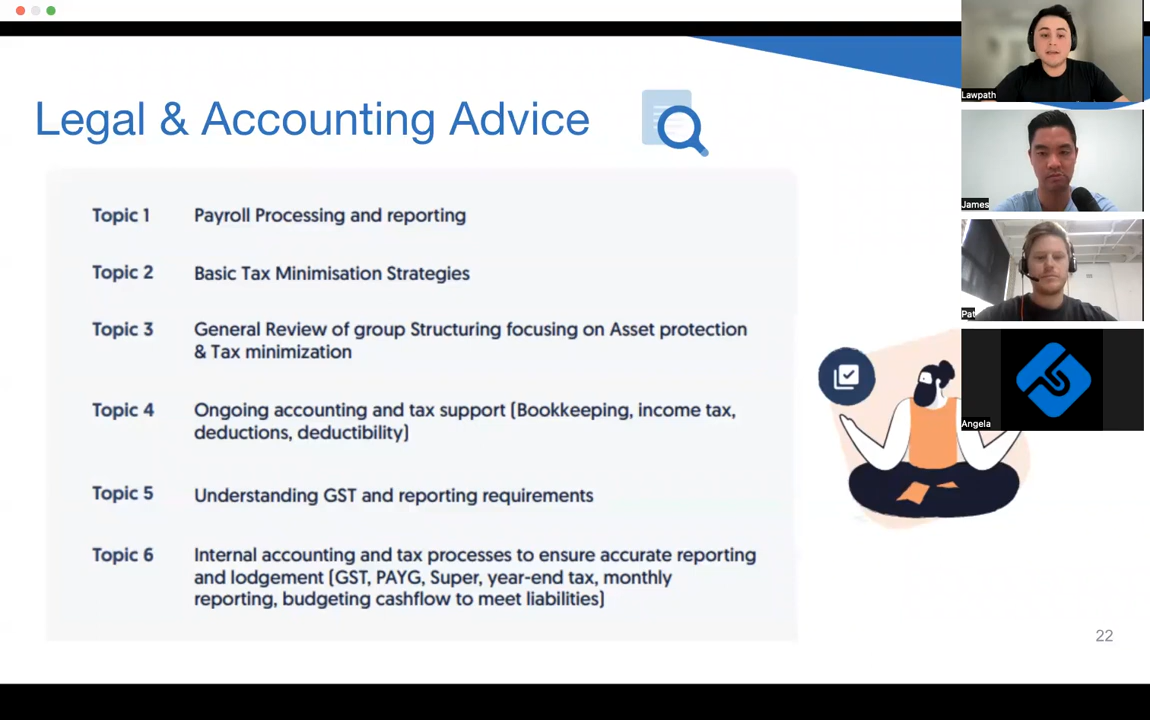 Legal & Accounting Advice
Topic 1 Payroll Processing and reporting
Topic 2 Basic Tax Minimisation Strategies
Topic 3 General Review of group Structuring focusing on Asset protection
& Tax minimization
Topic 4 Ongoing accounting and tax support (Bookkeeping, income tax,
deductions, deductibility)
Topic 5 Understanding GST and reporting requirements
Topic 6 Internal accounting and tax processes to ensure accurate reporting
and lodgement (GST, PAYG, Super, year-end tax, monthly
reporting, budgeting cashflow to meet liabilities)
22
Lawpath
James
Pat
Angela